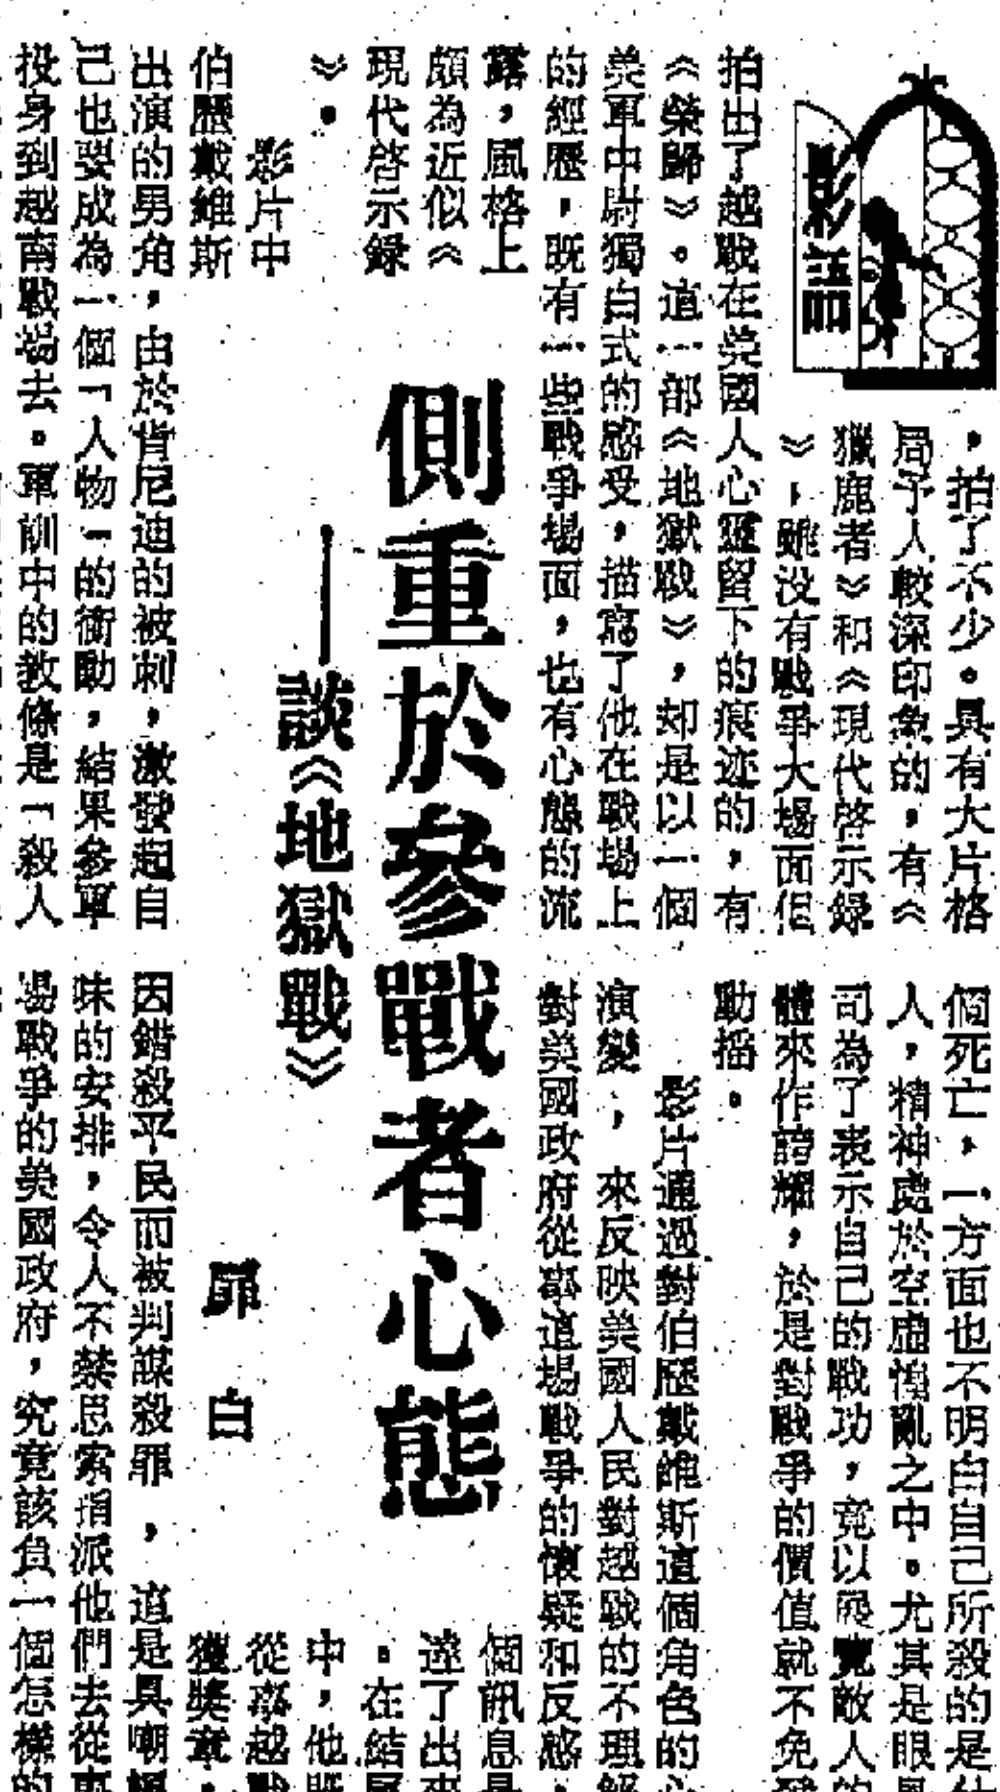 影話
側重於參戰者心態
——談《地獄戰》
昴白
，拍了不少。具有大片格
局予人較深印象的，有《
獵鹿者》和《現代啓示録
》，雖没有戰爭大場面但
拍出了越戰在美國人心靈留下的痕迹的，有
《榮歸》。這一部《地獄戰》，却是以一個
美軍中尉獨白式的感受，描寫了他在戰場上
的經歷，既有一些戰爭場面，也有心態的流
露，風格上
頗為近似《
現代啓示録
》。
影片中
伯歷戴維斯
出演的男角，由於肯尼迪的被刺，激發起自
己也要成為一個「人物」的衝動，結果參軍
投身到越南戰場去。軍訓中的教條是「殺人
個死亡，一方面也不明白自己所殺的是
人，精神處於空虛慌亂之中。尤其是眼
司為了表示自己的戰功，竟以展覽敵人的
體來作誇耀，於是對戰爭的價值就不免
動搖。
影片通過對伯歷戴維斯這個角色的心
演變，來反映美國人民對越戰的不理解
對美國政府從事這場戰爭的懷疑和反感，
個訊息是
達了出來
。在結尾
中，他既
從事越戰
獲獎章，
因錯殺平民而被判謀殺罪，這是具嘲諷
味的安排，令人不禁思索指派他們去從事
場戰爭的美國政府，究竟該負一個怎樣的